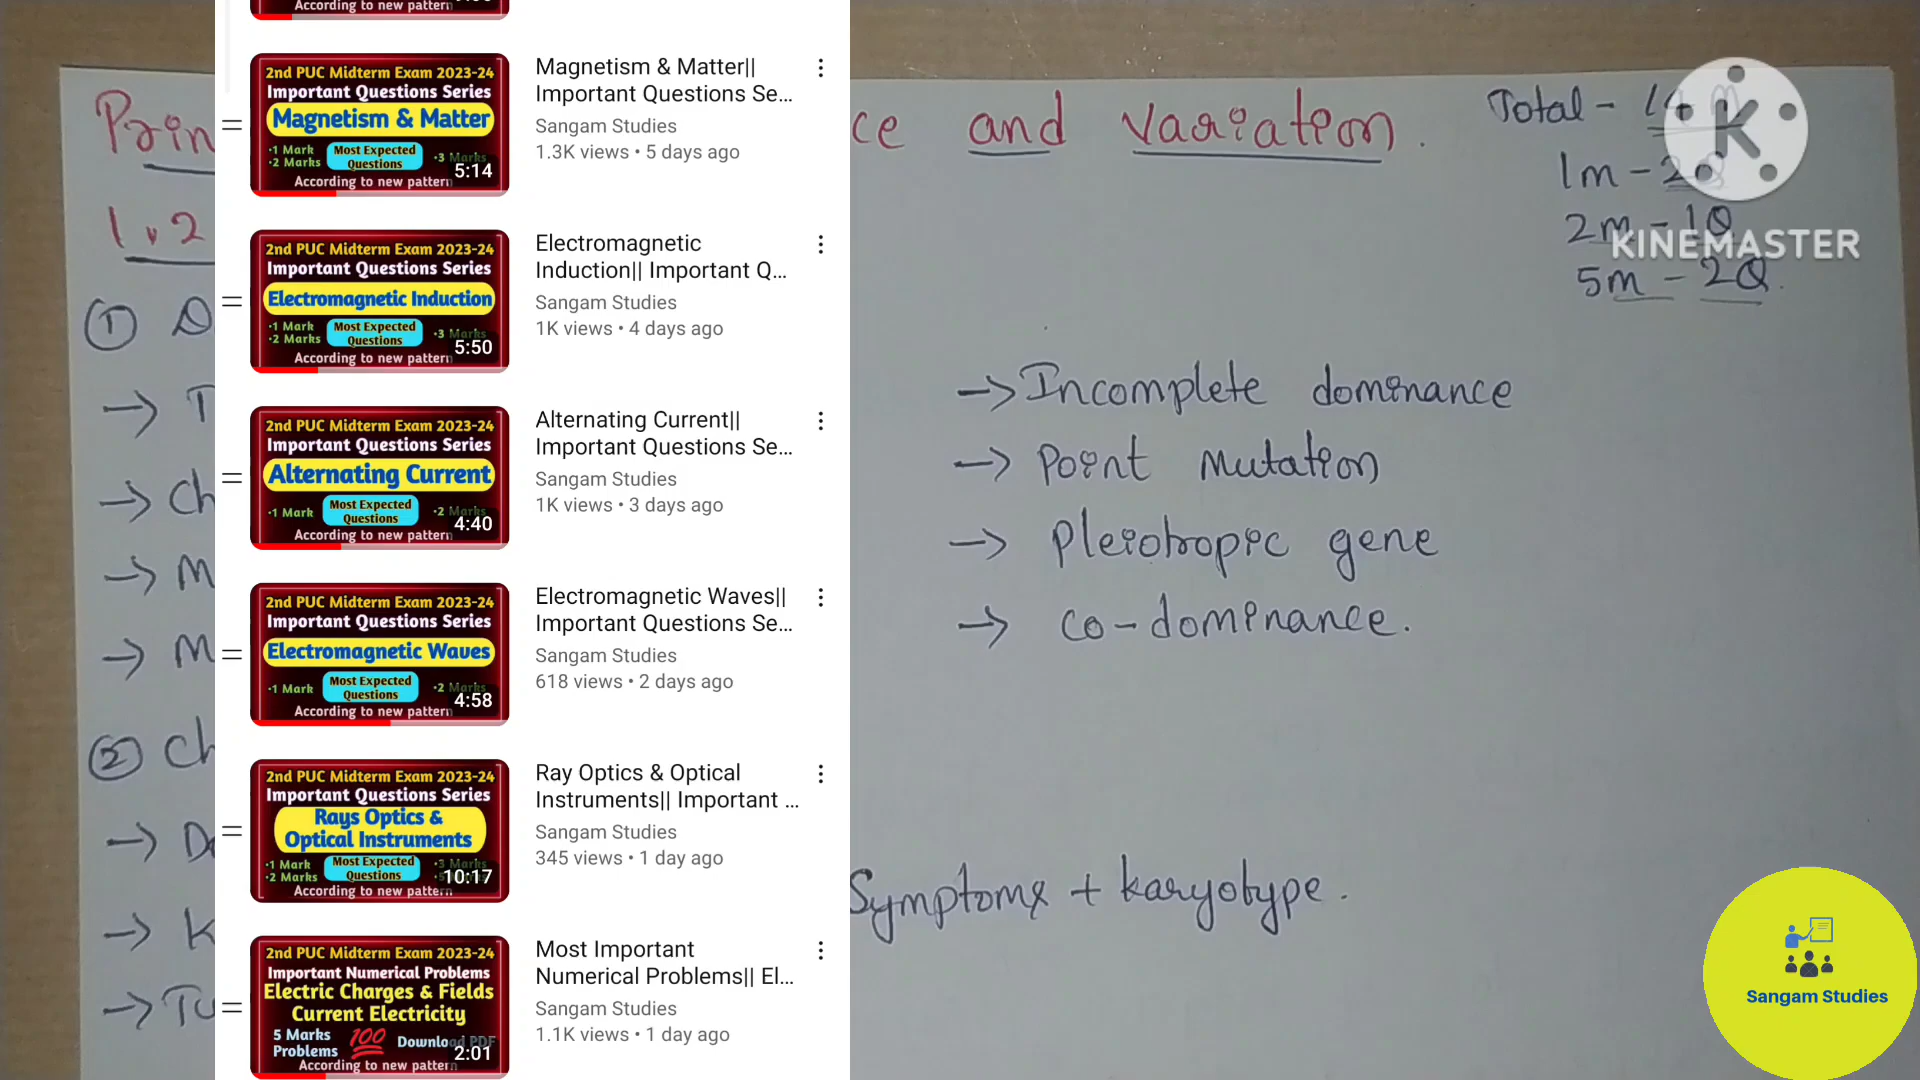 2nd PUC Midterm Exam 2023-24
Important Questions Series
Magnetism & Matter
•1 Mark
•2 Marks
Most Expected
Questions
•3 Marks
5:14
According to new pattern
Magnetism & Matter||
Important Questions Se...
Sangam Studies
1.3K views • 5 days ago
2nd PUC Midterm Exam 2023-24
Important Questions Series
Electromagnetic Induction
•1 Mark
•2 Marks
Most Expected
Questions
•3 Marks
5:50
According to new pattern
Electromagnetic
Induction|| Important Q...
Sangam Studies
1K views • 4 days ago
2nd PUC Midterm Exam 2023-24
Important Questions Series
Alternating Current
•1 Mark
Most Expected
Questions
•2 Marks
4:40
According to new pattern
Alternating Current||
Important Questions Se...
Sangam Studies
1K views • 3 days ago
2nd PUC Midterm Exam 2023-24
Important Questions Series
Electromagnetic Waves
•1 Mark
Most Expected
Questions
•2 Marks
4:58
According to new pattern
Electromagnetic Waves||
Important Questions Se...
Sangam Studies
618 views • 2 days ago
2nd PUC Midterm Exam 2023-24
Important Questions Series
Rays Optics &
Optical Instruments
•1 Mark
•2 Marks
Most Expected
Questions
•3 Marks
10:17
According to new pattern
Ray Optics & Optical
Instruments|| Important ...
Sangam Studies
345 views • 1 day ago
2nd PUC Midterm Exam 2023-24
Important Numerical Problems
Electric Charges & Fields
Current Electricity
5 Marks
Problems
100
Download PDF
2:01
According to new pattern
Most Important
Numerical Problems|| El...
Sangam Studies
1.1K views • 1 day ago
and variation.
Total -
1m -
2m - 1Q
5m - 2Q.
1,2
①
→
→ Ch
→ M
→ M
② Ch
→
→ K
→ Tu
→ Incomplete dominance
→ Point Mutation
→ Pleiotropic gene
→ co-dominance.
Symptoms + karyotype.
K
KINEMASTER
Sangam Studies